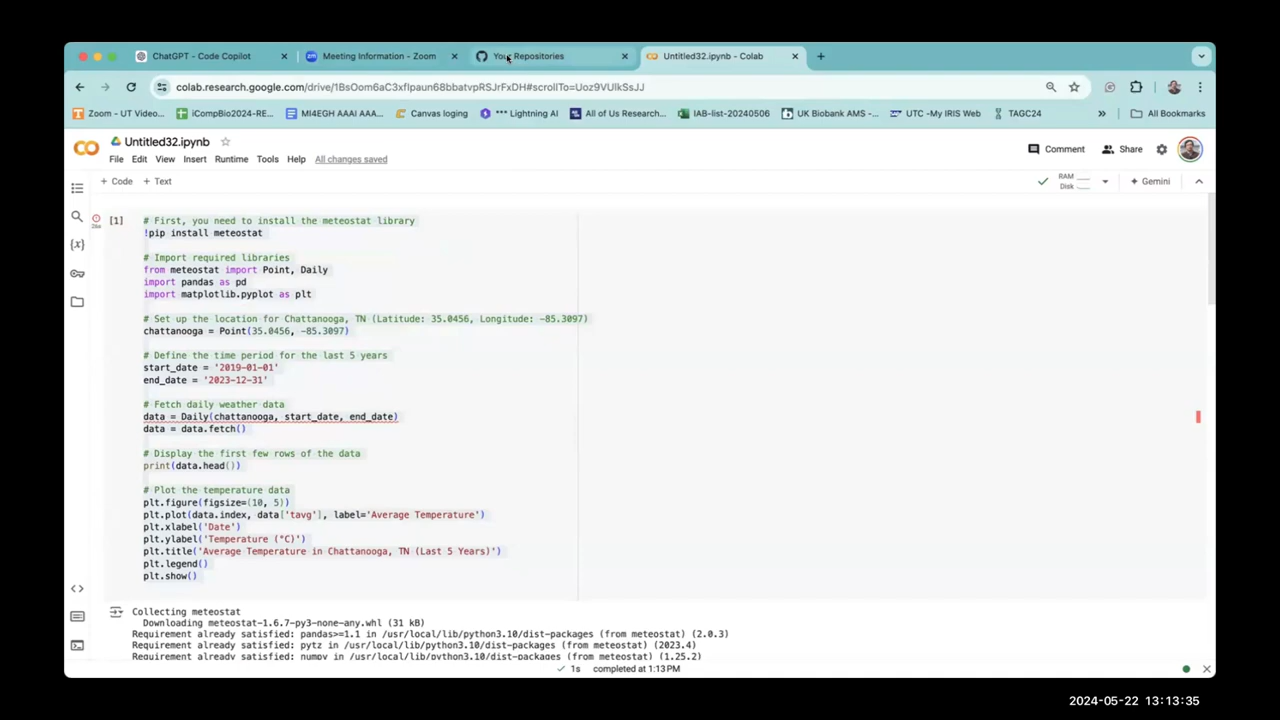 ChatGPT - Code Copilot
Meeting Information - Zoom
Your Repositories
Untitled32.ipynb - Colab
colab.research.google.com/drive/
Zoom - UT Video...
iCompBio2024-RE...
MI4EGH AAAI AAA...
Canvas loging
*** Lightning AI
All of Us Research...
IAB-list-20240506
UK Biobank AMS -...
UTC -My IRIS Web
TAGC24
All Bookmarks
Untitled32.ipynb
File Edit View Insert Runtime Tools Help All changes saved
Comment
Share
+ Code + Text
RAM
Disk
Gemini
[1] # First, you need to install the meteostat library
!pip install meteostat
# Import required libraries
from meteostat import Point, Daily
import pandas as pd
import matplotlib.pyplot as plt
# Set up the location for Chattanooga, TN (Latitude: 35.0456, Longitude: -85.3097)
chattanooga = Point(35.0456, -85.3097)
# Define the time period for the last 5 years
start_date = '2019-01-01'
end_date = '2023-12-31'
# Fetch daily weather data
data = Daily(chattanooga, start_date, end_date)
data = data.fetch()
# Display the first few rows of the data
print(data.head())
# Plot the temperature data
plt.figure(figsize=(10, 5))
plt.plot(data.index, data['tavg'], label='Average Temperature')
plt.xlabel('Date')
plt.ylabel('Temperature (°C)')
plt.title('Average Temperature in Chattanooga, TN (Last 5 Years)')
plt.legend()
plt.show()
Collecting meteostat
Downloading meteostat-1.6.7-py3-none-any.whl (31 kB)
Requirement already satisfied: pandas>=1.1 in /usr/local/lib/python3.10/dist-packages (from meteostat) (2.0.3)
Requirement already satisfied: pytz in /usr/local/lib/python3.10/dist-packages (from meteostat) (2023.4)
Requirement already satisfied: numpy in /usr/local/lib/python3.10/dist-packages (from meteostat) (1.25.2)
1s completed at 1:13 PM
2024-05-22 13:13:35